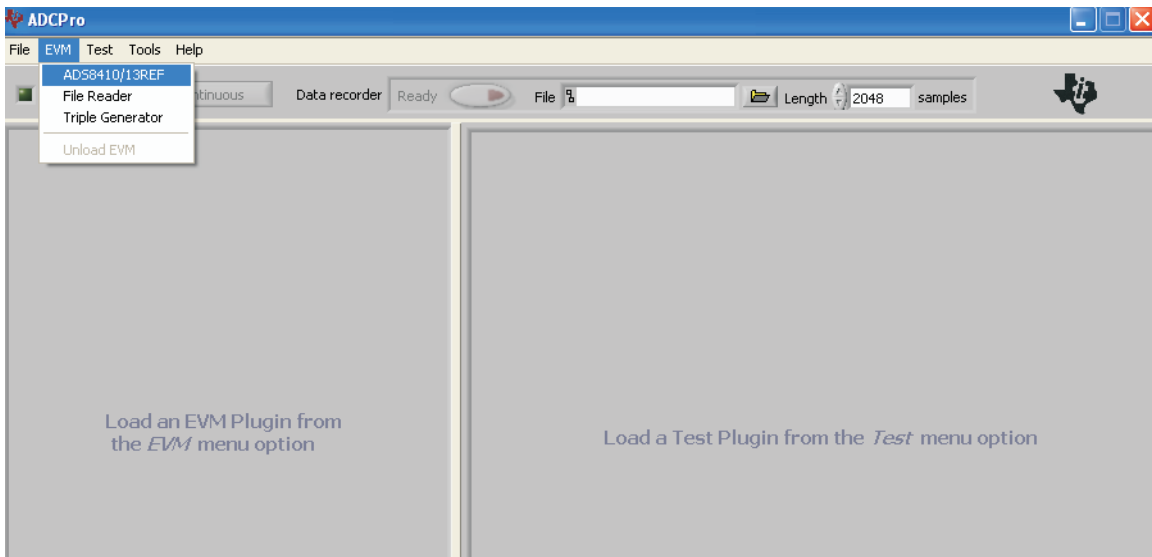 ADCPro
File EVM Test Tools Help
ADS8410/13REF
File Reader
Triple Generator
Unload EVM
ntinuous
Data recorder Ready File Length 2048 samples
Load an EVM Plugin from
the EVM menu option
Load a Test Plugin from the Test menu option